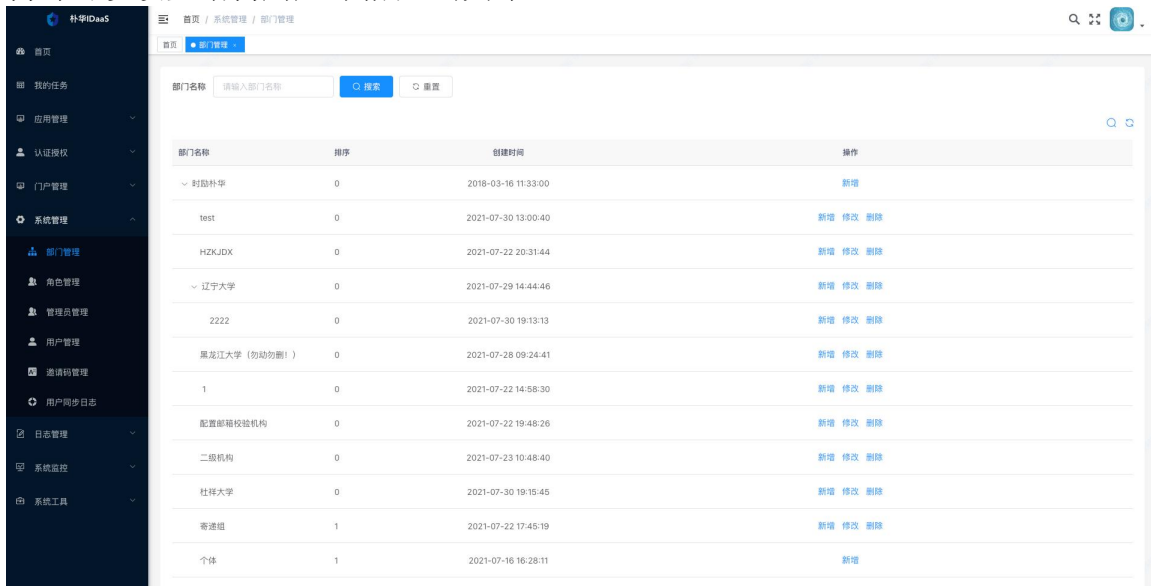 朴华IDaaS
首页 / 系统管理 / 部门管理
首页
部门管理 ×
首页
我的任务
应用管理
认证授权
门户管理
系统管理
部门管理
角色管理
管理员管理
用户管理
邀请码管理
用户同步日志
日志管理
系统监控
系统工具
部门名称 请输入部门名称 搜索 重置
部门名称 排序 创建时间 操作
时励朴华 0 2018-03-16 11:33:00 新增
test 0 2021-07-30 13:00:40 新增 修改 删除
HZKJDX 0 2021-07-22 20:31:44 新增 修改 删除
辽宁大学 0 2021-07-29 14:44:46 新增 修改 删除
2222 0 2021-07-30 19:13:13 新增 修改 删除
黑龙江大学（勿动勿删！） 0 2021-07-28 09:24:41 新增 修改 删除
1 0 2021-07-22 14:58:30 新增 修改 删除
配置邮箱校验机构 0 2021-07-22 19:48:26 新增 修改 删除
二级机构 0 2021-07-23 10:48:40 新增 修改 删除
杜祥大学 0 2021-07-30 19:15:45 新增 修改 删除
寄递组 1 2021-07-22 17:45:19 新增 修改 删除
个体 1 2021-07-16 16:28:11 新增